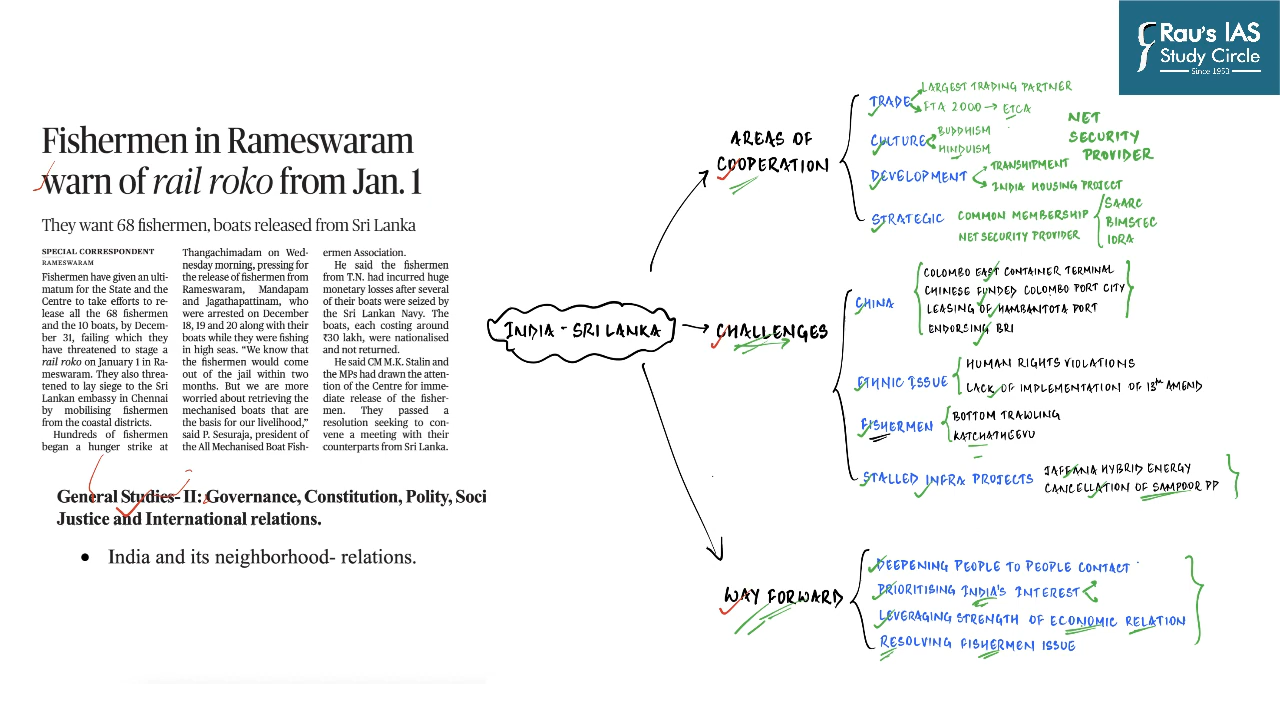 Rau's IAS
Study Circle
Since 1953
Fishermen in Rameswaram
warn of rail roko from Jan. 1
They want 68 fishermen, boats released from Sri Lanka
SPECIAL CORRESPONDENT
RAMESWARAM
Fishermen have given an ulti-
matum for the State and the
Centre to take efforts to re-
lease all the 68 fishermen
and the 10 boats, by Decem-
ber 31, failing which they
have threatened to stage a
rail roko on January 1 in Ra-
meswaram. They also threa-
tened to lay siege to the Sri
Lankan embassy in Chennai
by mobilising fishermen
from the coastal districts.
Hundreds of fishermen
began a hunger strike at
Thangachimadam on Wed-
nesday morning, pressing for
the release of fishermen from
Rameswaram, Mandapam
and Jagathapattinam, who
were arrested on December
18, 19 and 20 along with their
boats while they were fishing
in high seas. “We know that
the fishermen would come
out of the jail within two
months. But we are more
worried about retrieving the
mechanised boats that are
the basis for our livelihood,”
said P. Sesuraja, president of
the All Mechanised Boat Fish-
ermen Association.
He said the fishermen
from T.N. had incurred huge
monetary losses after several
of their boats were seized by
the Sri Lankan Navy. The
boats, each costing around
₹30 lakh, were nationalised
and not returned.
He said CM M.K. Stalin and
the MPs had drawn the atten-
tion of the Centre for imme-
diate release of the fisher-
men. They passed a
resolution seeking to con-
vene a meeting with their
counterparts from Sri Lanka.
General Studies- II: Governance, Constitution, Polity, Soci
Justice and International relations.
• India and its neighborhood- relations.
INDIA - SRI LANKA
AREAS OF
COOPERATION
TRADE
LARGEST TRADING PARTNER
FTA 2000 → ETCA
CULTURE
BUDDHISM
HINDUISM
NET
SECURITY
PROVIDER
DEVELOPMENT
TRANSHIPMENT
INDIA HOUSING PROJECT
STRATEGIC
COMMON MEMBERSHIP
SAARC
BIMSTEC
IORA
NET SECURITY PROVIDER
CHALLENGES
CHINA
COLOMBO EAST CONTAINER TERMINAL
CHINESE FUNDED COLOMBO PORT CITY
LEASING OF HAMBANTOTA PORT
ENDORSING BRI
ETHNIC ISSUE
HUMAN RIGHTS VIOLATIONS
LACK OF IMPLEMENTATION OF 13th AMEND
FISHERMEN
BOTTOM TRAWLING
KATCHATHEEVU
STALLED INFRA PROJECTS
JAFFANA HYBRID ENERGY
CANCELLATION OF SAMPOOR PP
WAY FORWARD
DEEPENING PEOPLE TO PEOPLE CONTACT
PRIORITISING INDIA'S INTEREST
LEVERAGING STRENGTH OF ECONOMIC RELATION
RESOLVING FISHERMEN ISSUE